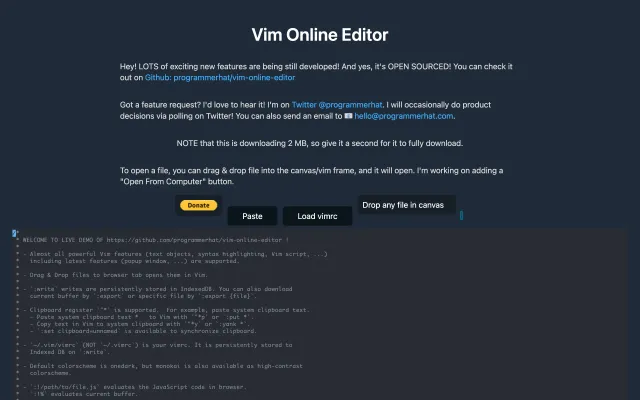 Vim Online Editor
Hey! LOTS of exciting new features are being still developed! And yes, it's OPEN SOURCED! You can check it
out on Github: programmerhat/vim-online-editor
Got a feature request? I'd love to hear it! I'm on Twitter @programmerhat. I will occasionally do product
decisions via polling on Twitter! You can also send an email to 📧 hello@programmerhat.com.
NOTE that this is downloading 2 MB, so give it a second for it to fully download.
To open a file, you can drag & drop file into the canvas/vim frame, and it will open. I'm working on adding a
"Open From Computer" button.
Donate
Paste
Load vimrc
Drop any file in canvas
/*
* WELCOME TO LIVE DEMO OF https://github.com/programmerhat/vim-online-editor !
*
* - Almost all powerful Vim features (text objects, syntax highlighting, Vim script, ...)
*   including latest features (popup window, ...) are supported.
*
* - Drag & Drop files to browser tab opens them in Vim.
*
* - `:write` writes are persistently stored in IndexedDB. You can also download
*   current buffer by `:export` or specific file by `:export {file}`.
*
* - Clipboard register `"*` is supported. For example, paste system clipboard text.
*   - Paste system clipboard text *   to Vim with `"*p` or `:put *`.
*   - Copy text in Vim to system clipboard with `"*y` or `:yank *`.
*   - `:set clipboard=unnamed` is available to synchronize clipboard.
*
* - `~/.vim/vimrc` (NOT `~/.vimrc`) is your vimrc. It is persistently stored to
*   Indexed DB on `:write`.
*
* - Default colorscheme is onedark, but monokai is also available as high-contrast
*   colorscheme.
*
* - `:!/path/to/file.js` evaluates the JavaScript code in browser.
*   `:!%` evaluates current buffer.